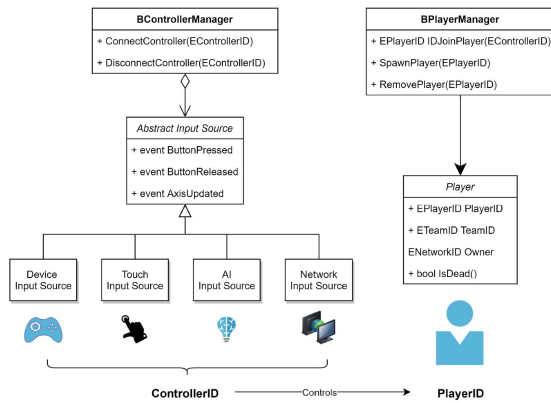 BControllerManager
+ ConnectController(EControllerID)
+ DisconnectController(EControllerID)
Abstract Input Source
+ event ButtonPressed
+ event ButtonReleased
+ event AxisUpdated
Device
Input Source
Touch
Input Source
AI
Input Source
Network
Input Source
BPlayerManager
+ EPlayerID IDJoinPlayer(EControllerID)
+ SpawnPlayer(EPlayerID)
+ RemovePlayer(EPlayerID)
Player
+ EPlayerID PlayerID
+ ETeamID TeamID
ENetworkID Owner
+ bool IsDead()
ControllerID
Controls
PlayerID